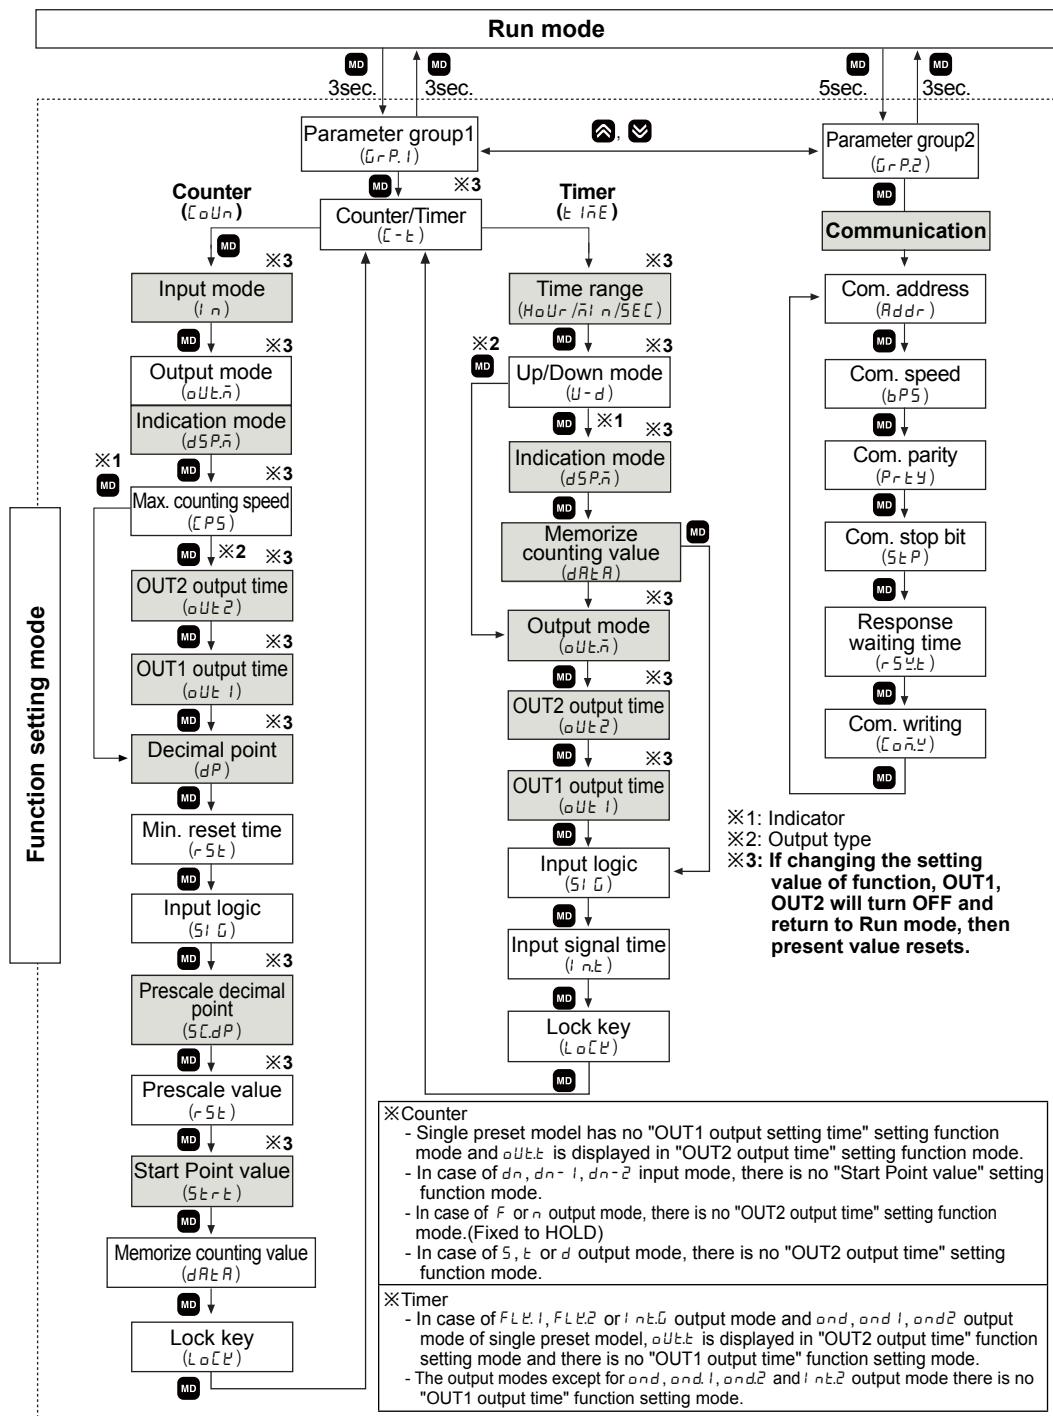 Run mode
MD
3sec.
MD
3sec.
MD
5sec.
MD
3sec.
Function setting mode
Parameter group1
(GrP.1)
Parameter group2
(GrP.2)
MD
※3
MD
Counter
(CoUn)
Counter/Timer
(C-t)
Timer
(tImE)
MD
※3
Input mode
(In)
MD
※3
Output mode
(oUt.m)
Indication mode
(dSP.m)
※1
MD
MD
※3
Max. counting speed
(CPS)
MD
※2
※3
OUT2 output time
(oUt2)
MD
※3
OUT1 output time
(oUt1)
MD
※3
Decimal point
(dP)
MD
Min. reset time
(rSt)
MD
Input logic
(SIG)
MD
※3
Prescale decimal
point
(SC.dP)
MD
※3
Prescale value
(rSt)
MD
※3
Start Point value
(Strt)
MD
Memorize counting value
(dAtA)
MD
Lock key
(LoCK)
MD
※3
Time range
(HoUr/mIn/SEC)
※2
MD
MD
※3
Up/Down mode
(U-d)
MD
※1
※3
Indication mode
(dSP.m)
MD
Memorize
counting value
(dAtA)
MD
MD
※3
Output mode
(oUt.m)
MD
※3
OUT2 output time
(oUt2)
MD
※3
OUT1 output time
(oUt1)
MD
Input logic
(SIG)
MD
Input signal time
(In.t)
MD
Lock key
(LoCK)
MD
Communication
Com. address
(Addr)
MD
Com. speed
(bPS)
MD
Com. parity
(PrtY)
MD
Com. stop bit
(StP)
MD
Response
waiting time
(rSW.t)
MD
Com. writing
(Com.W)
MD
※1: Indicator
※2: Output type
※3: If changing the setting
value of function, OUT1,
OUT2 will turn OFF and
return to Run mode, then
present value resets.
※Counter
- Single preset model has no "OUT1 output setting time" setting function
mode and oUt.t is displayed in "OUT2 output time" setting function mode.
- In case of dn, dn-1, dn-2 input mode, there is no "Start Point value" setting
function mode.
- In case of F or n output mode, there is no "OUT2 output time" setting function
mode.(Fixed to HOLD)
- In case of S, t or d output mode, there is no "OUT2 output time" setting
function mode.
※Timer
- In case of FLK.1, FLK.2 or Int.G output mode and ond, ond1, ond2 output
mode of single preset model, oUt.t is displayed in "OUT2 output time" function
setting mode and there is no "OUT1 output time" function setting mode.
- The output modes except for ond, ond.1, ond.2 and Int.2 output mode there is no
"OUT1 output time" function setting mode.